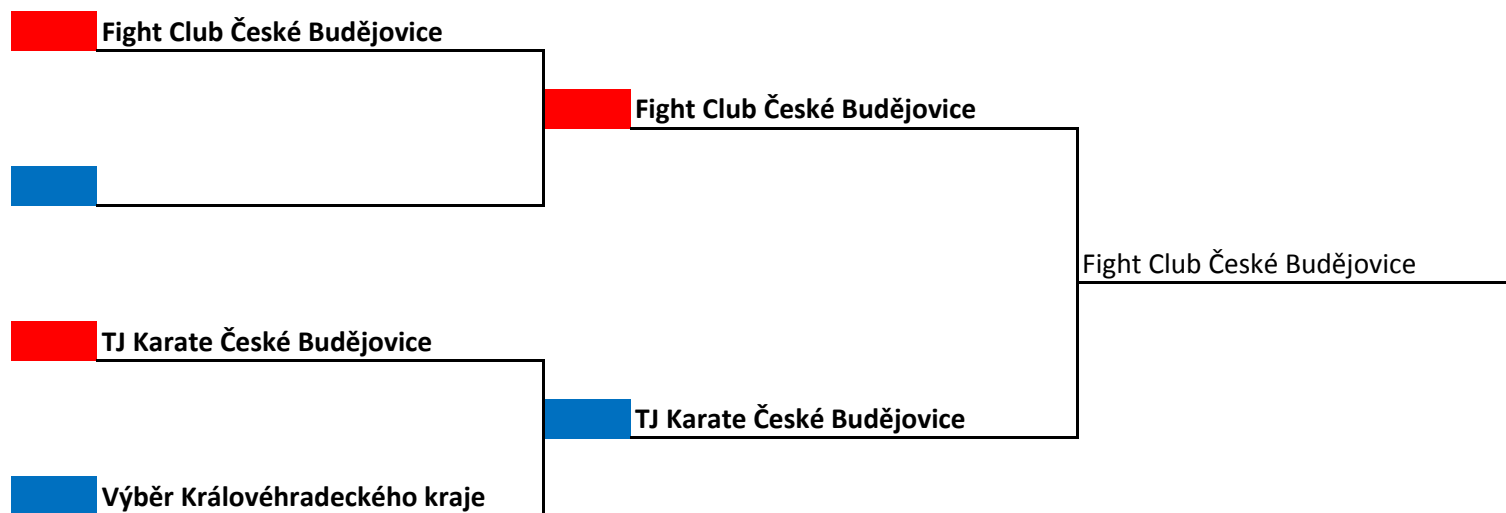 Fight Club České Budějovice
Fight Club České Budějovice
Fight Club České Budějovice
TJ Karate České Budějovice
TJ Karate České Budějovice
Výběr Královéhradeckého kraje